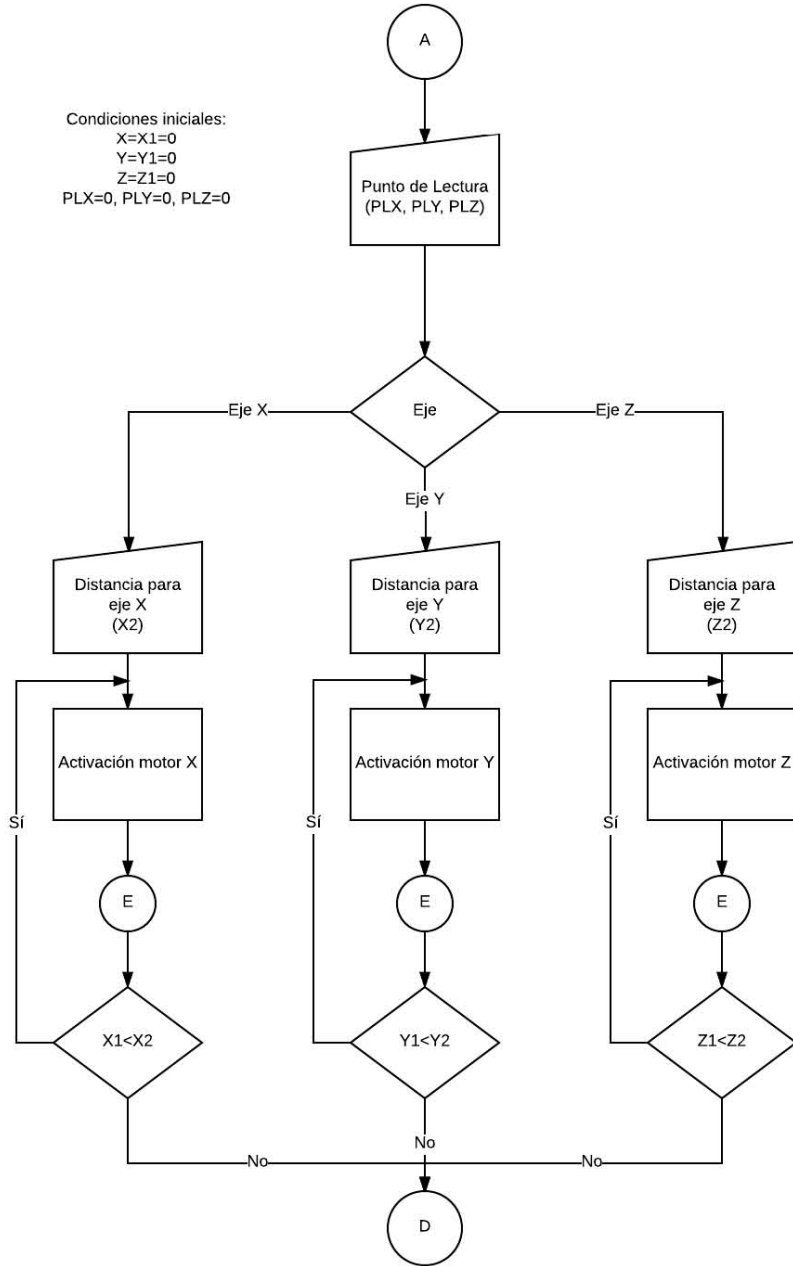 A
Condiciones iniciales:
X=X1=0
Y=Y1=0
Z=Z1=0
PLX=0, PLY=0, PLZ=0
Punto de Lectura
(PLX, PLY, PLZ)
Eje
Eje X
Eje Z
Eje Y
Distancia para
eje X
(X2)
Distancia para
eje Y
(Y2)
Distancia para
eje Z
(Z2)
Activación motor X
Activación motor Y
Activación motor Z
Sí
Sí
Sí
E
E
E
X1<X2
Y1<Y2
Z1<Z2
No
No
No
D